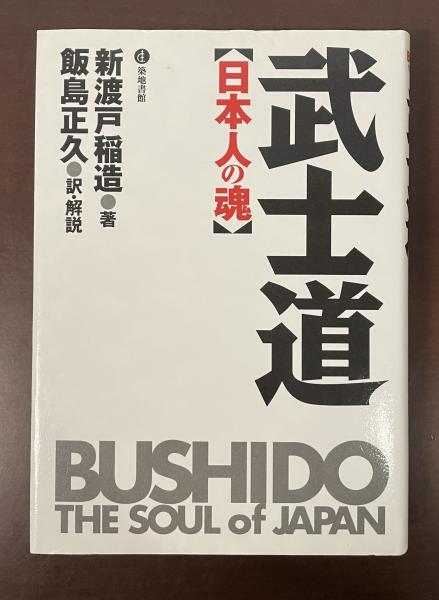 武士道
【日本人の魂】
築地書館
新渡戸稲造●著
飯島正久●訳・解説
BUSHIDO
THE SOUL of JAPAN